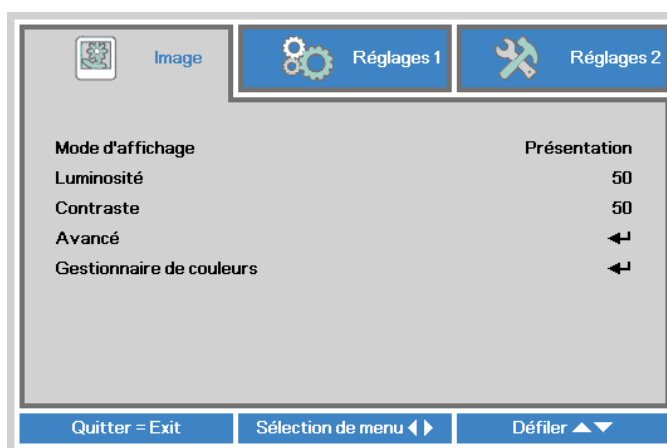 Image Réglages 1 Réglages 2
Mode d'affichage Présentation
Luminosité 50
Contraste 50
Avancé
Gestionnaire de couleurs
Quitter = Exit Sélection de menu Défiler